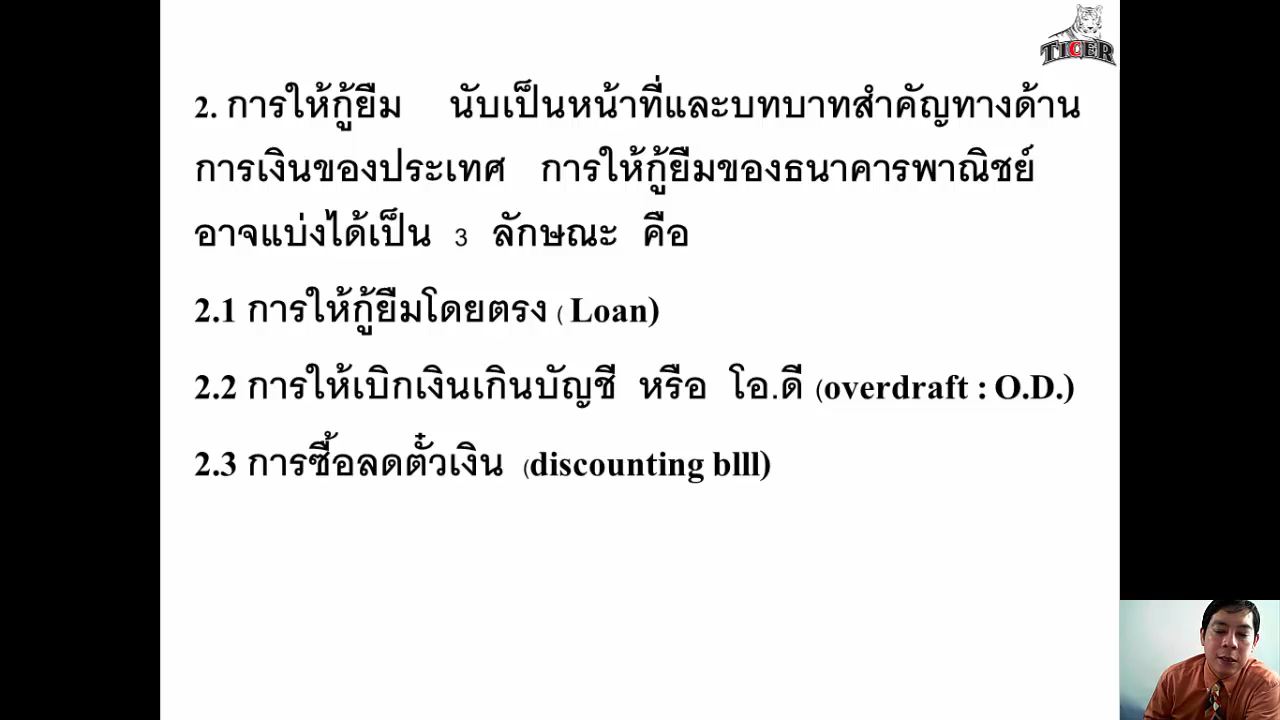 TIGER
2. การให้กู้ยืม นับเป็นหน้าที่และบทบาทสำคัญทางด้าน
การเงินของประเทศ การให้กู้ยืมของธนาคารพาณิชย์
อาจแบ่งได้เป็น 3 ลักษณะ คือ
2.1 การให้กู้ยืมโดยตรง ( Loan)
2.2 การให้เบิกเงินเกินบัญชี หรือ โอ.ดี (overdraft : O.D.)
2.3 การซื้อลดตั๋วเงิน (discounting blll)